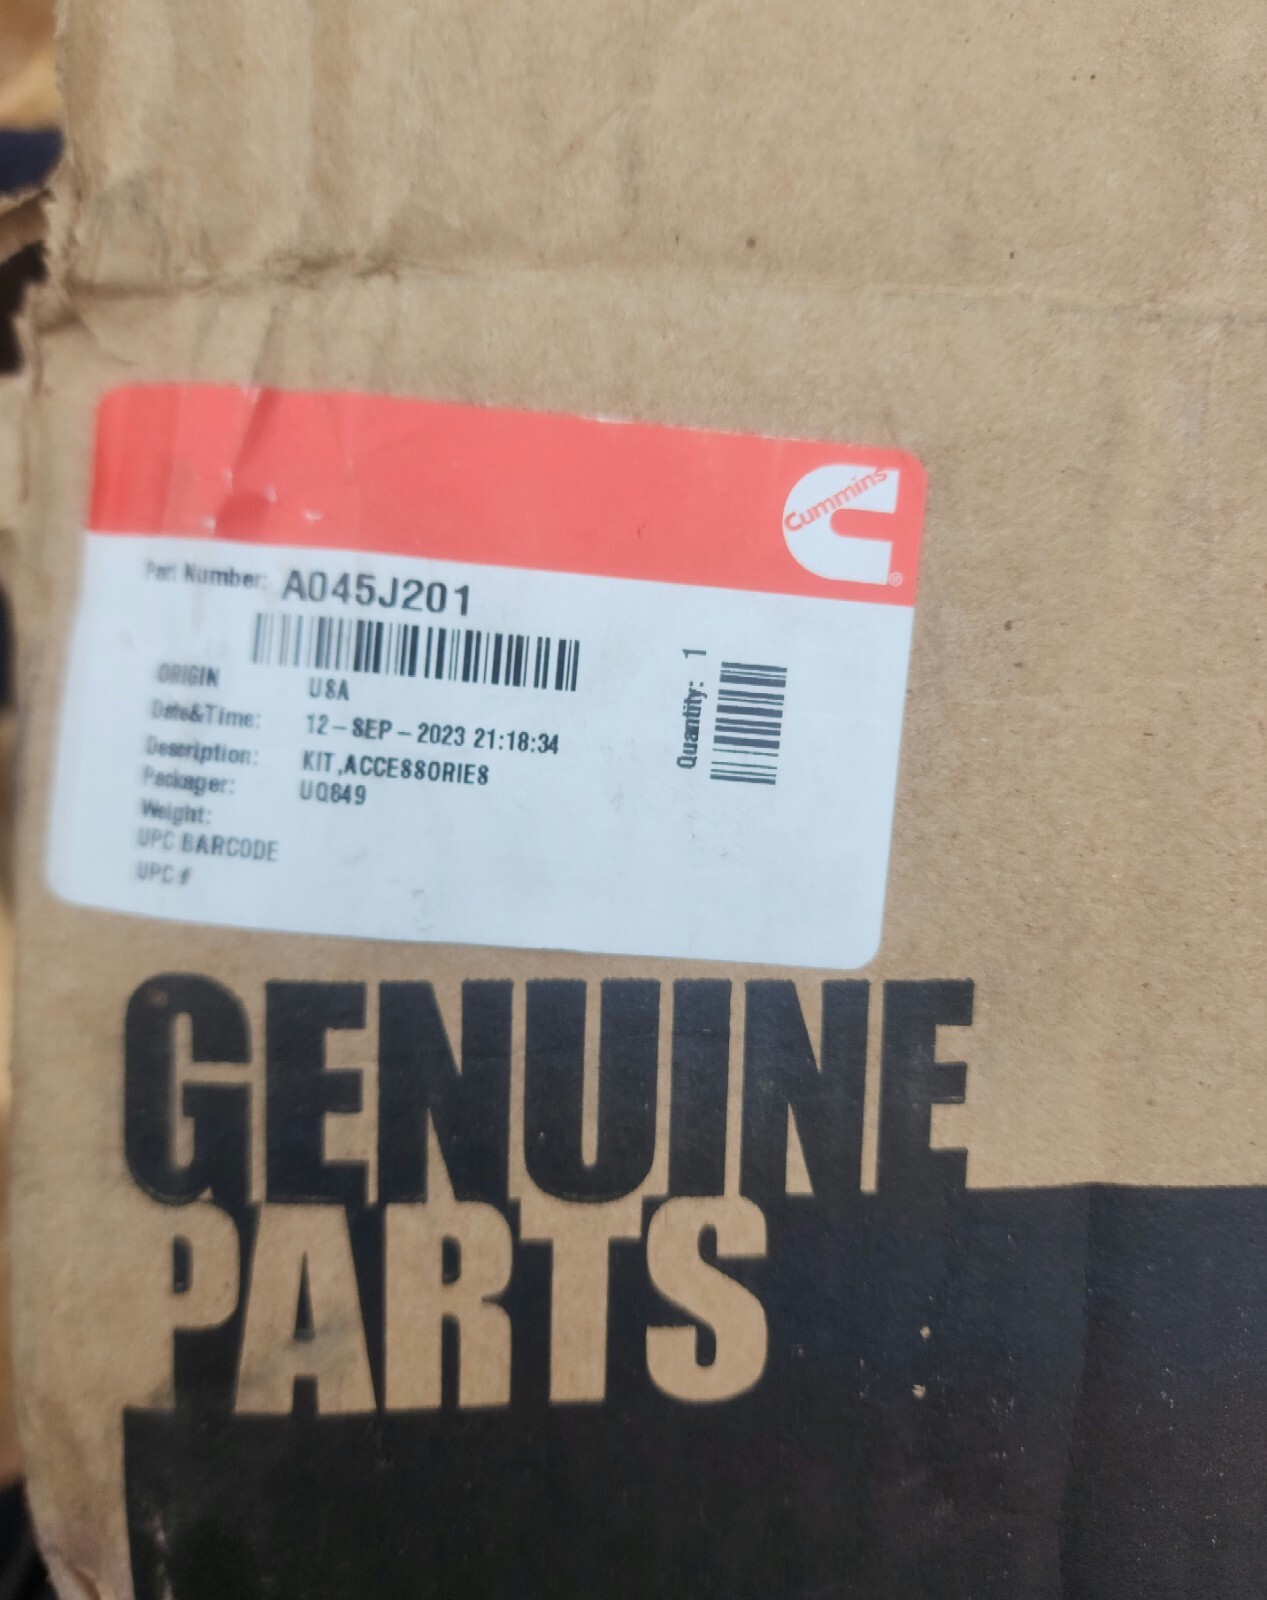 Cummins
®
Part Number: A045J201
ORIGIN USA
Date&Time: 12-SEP-2023 21:18:34
Description: KIT,ACCESSORIES
Packager: UQ649
Weight:
UPC BARCODE
UPC #
Quantity: 1
GENUINE
PARTS